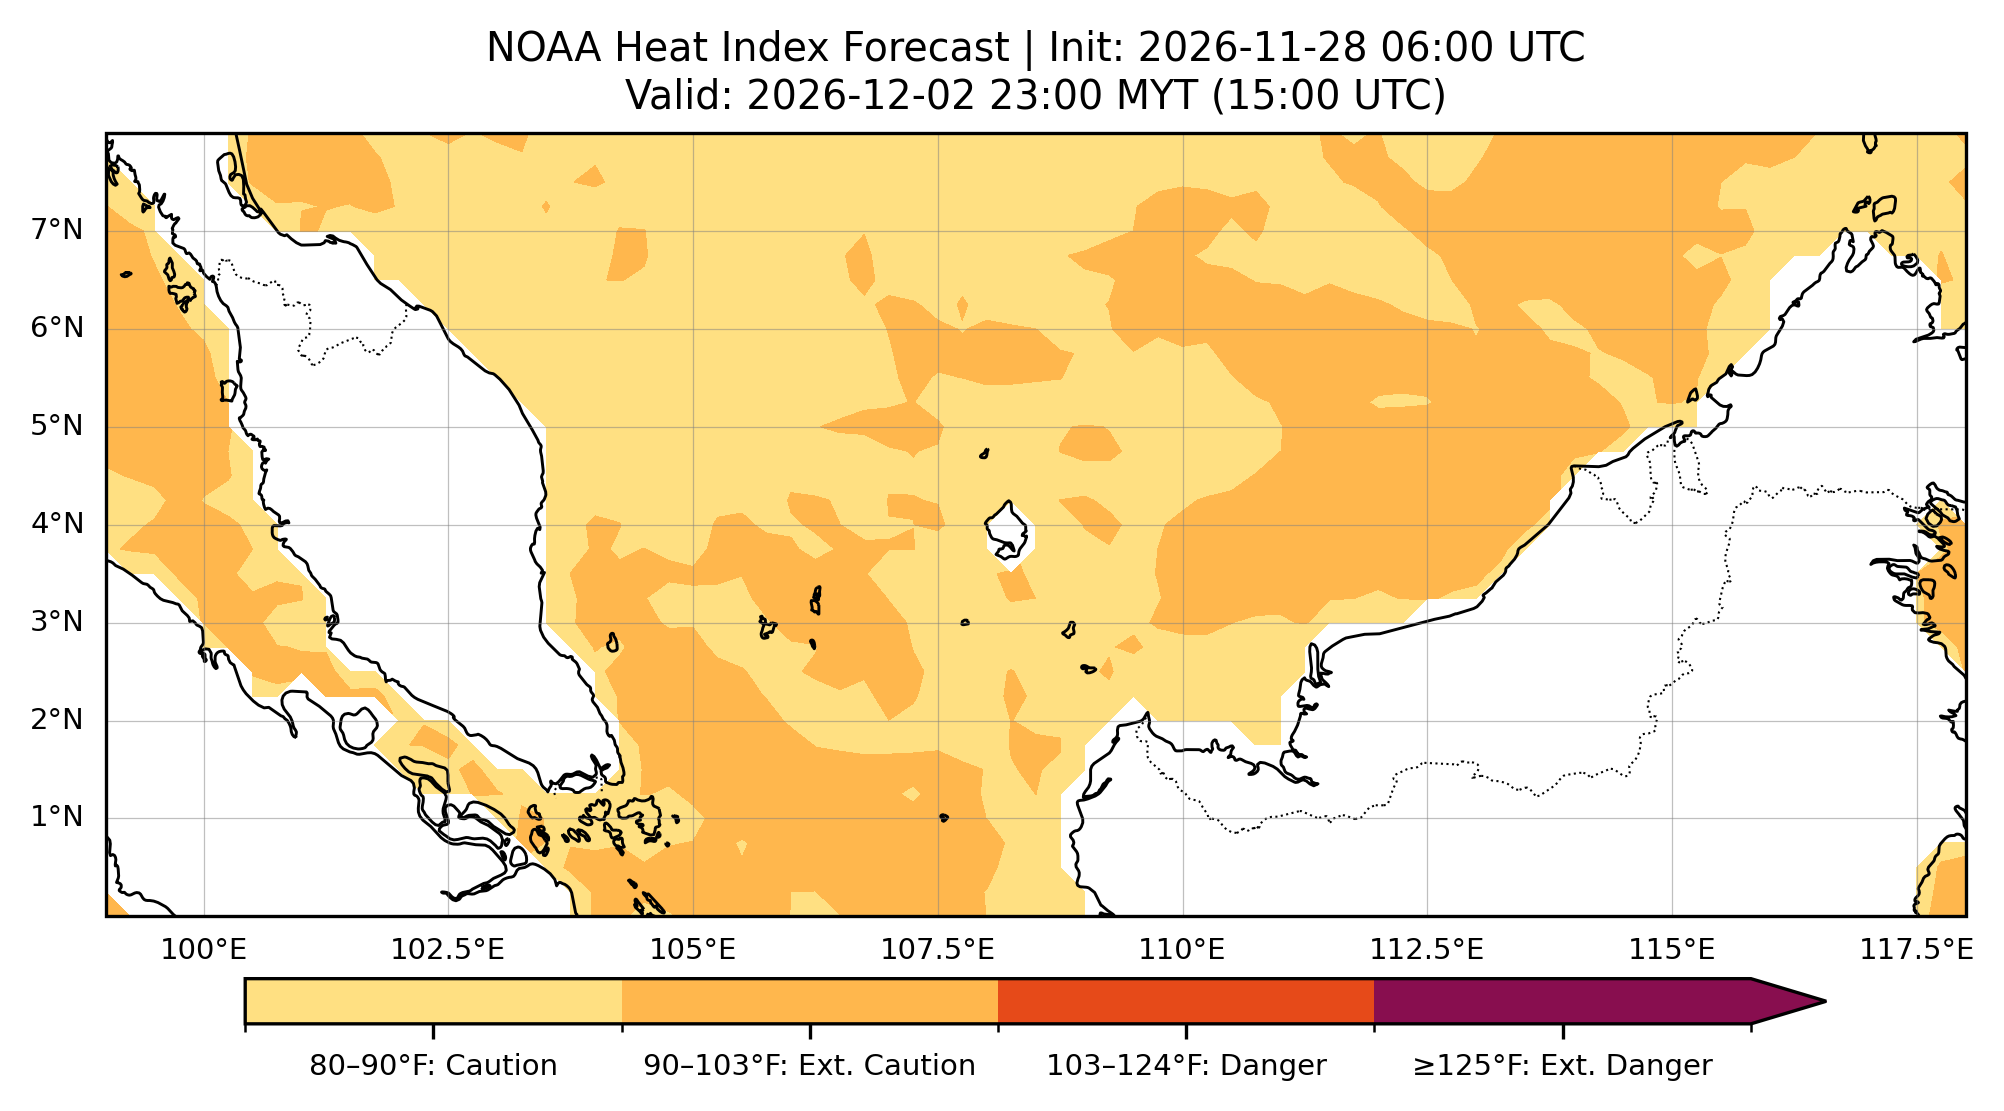 NOAA Heat Index Forecast | Init: 2026-11-28 06:00 UTC
Valid: 2026-12-02 23:00 MYT (15:00 UTC)
7°N
6°N
5°N
4°N
3°N
2°N
1°N
100°E 102.5°E 105°E 107.5°E 110°E 112.5°E 115°E 117.5°E
80–90°F: Caution 90–103°F: Ext. Caution 103–124°F: Danger ≥125°F: Ext. Danger